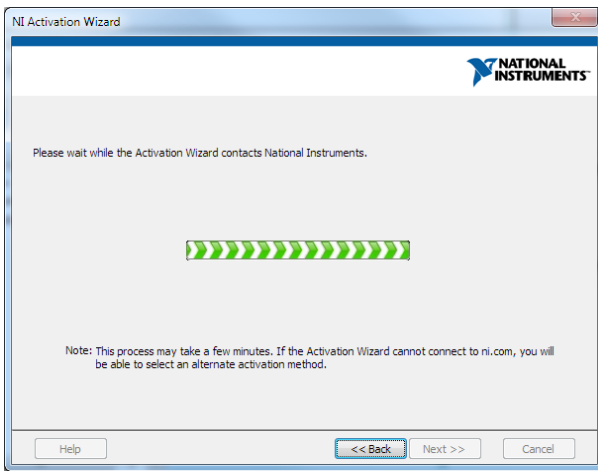 NI Activation Wizard
NATIONAL
INSTRUMENTS™
Please wait while the Activation Wizard contacts National Instruments.
Note: This process may take a few minutes. If the Activation Wizard cannot connect to ni.com, you will
be able to select an alternate activation method.
Help << Back Next >> Cancel